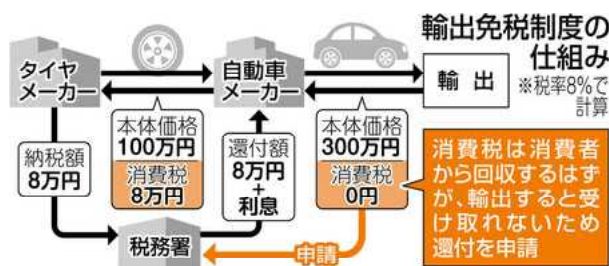 輸出免税制度の
仕組み
※税率8%で
計算
タイヤ
メーカー
自動車
メーカー
輸出
本体価格
100万円
消費税
8万円
還付額
8万円
+
利息
本体価格
300万円
消費税
0円
納税額
8万円
税務署
申請
消費税は消費者
から回収するはず
が、輸出すると受
け取れないため
還付を申請